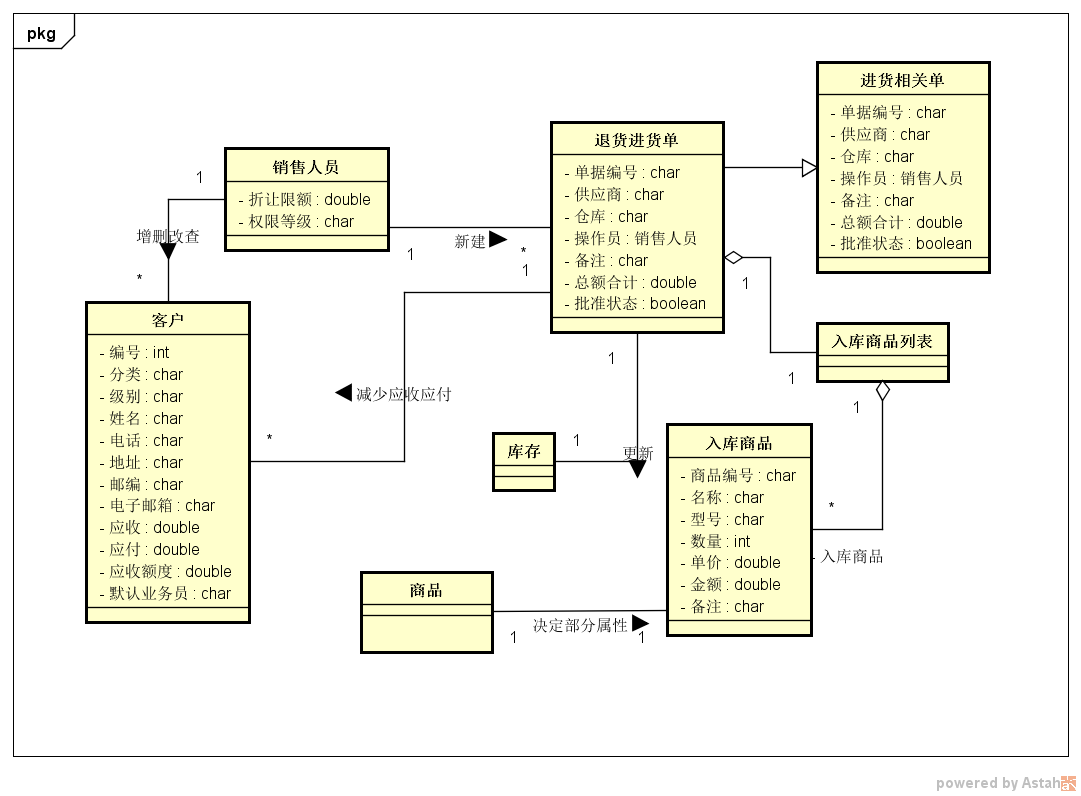 pkg
进货相关单
- 单据编号 : char
- 供应商 : char
- 仓库 : char
- 操作员 : 销售人员
- 备注 : char
- 总额合计 : double
- 批准状态 : boolean
退货进货单
- 单据编号 : char
- 供应商 : char
- 仓库 : char
- 操作员 : 销售人员
- 备注 : char
- 总额合计 : double
- 批准状态 : boolean
销售人员
- 折让限额 : double
- 权限等级 : char
1
增删改查
*
1
新建
*
1
1
客户
- 编号 : int
- 分类 : char
- 级别 : char
- 姓名 : char
- 电话 : char
- 地址 : char
- 邮编 : char
- 电子邮箱 : char
- 应收 : double
- 应付 : double
- 应收额度 : double
- 默认业务员 : char
减少应收应付
*
入库商品列表
1
1
1
1
更新
库存
入库商品
- 商品编号 : char
- 名称 : char
- 型号 : char
- 数量 : int
- 单价 : double
- 金额 : double
- 备注 : char
*
- 入库商品
商品
决定部分属性
1
1
powered by Astah